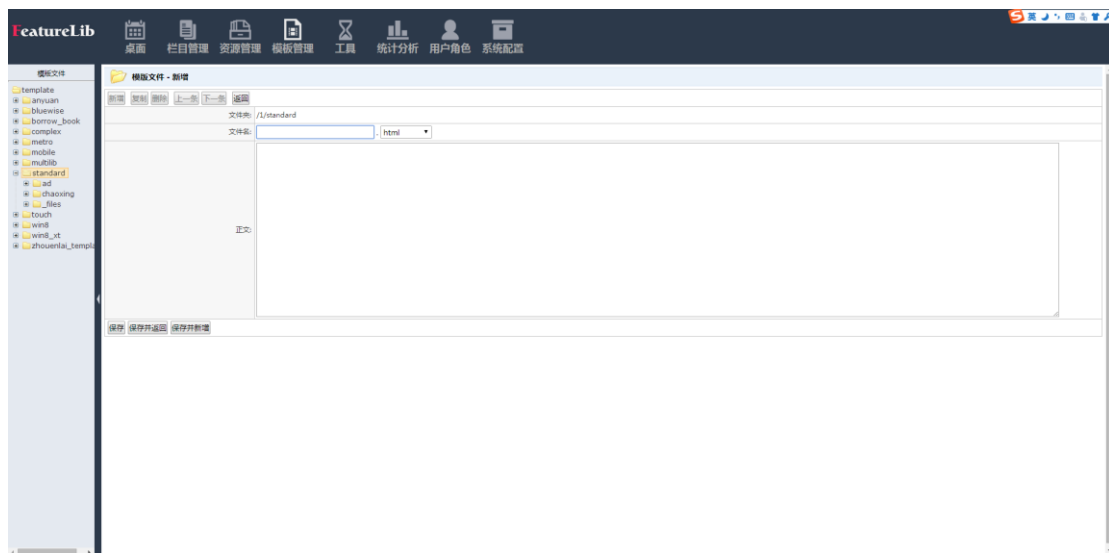 FeatureLib
桌面 栏目管理 资源管理 模板管理 工具 统计分析 用户角色 系统配置
英
模版文件
template
anyuan
bluewise
borrow_book
complex
metro
mobile
multilib
standard
ad
chaoxing
_files
touch
win8
win8_xt
zhouenlai_templa
模版文件 - 新增
新增 复制 删除 上一条 下一条 返回
文件夹: /1/standard
文件名: . html
正文:
保存 保存并返回 保存并新增